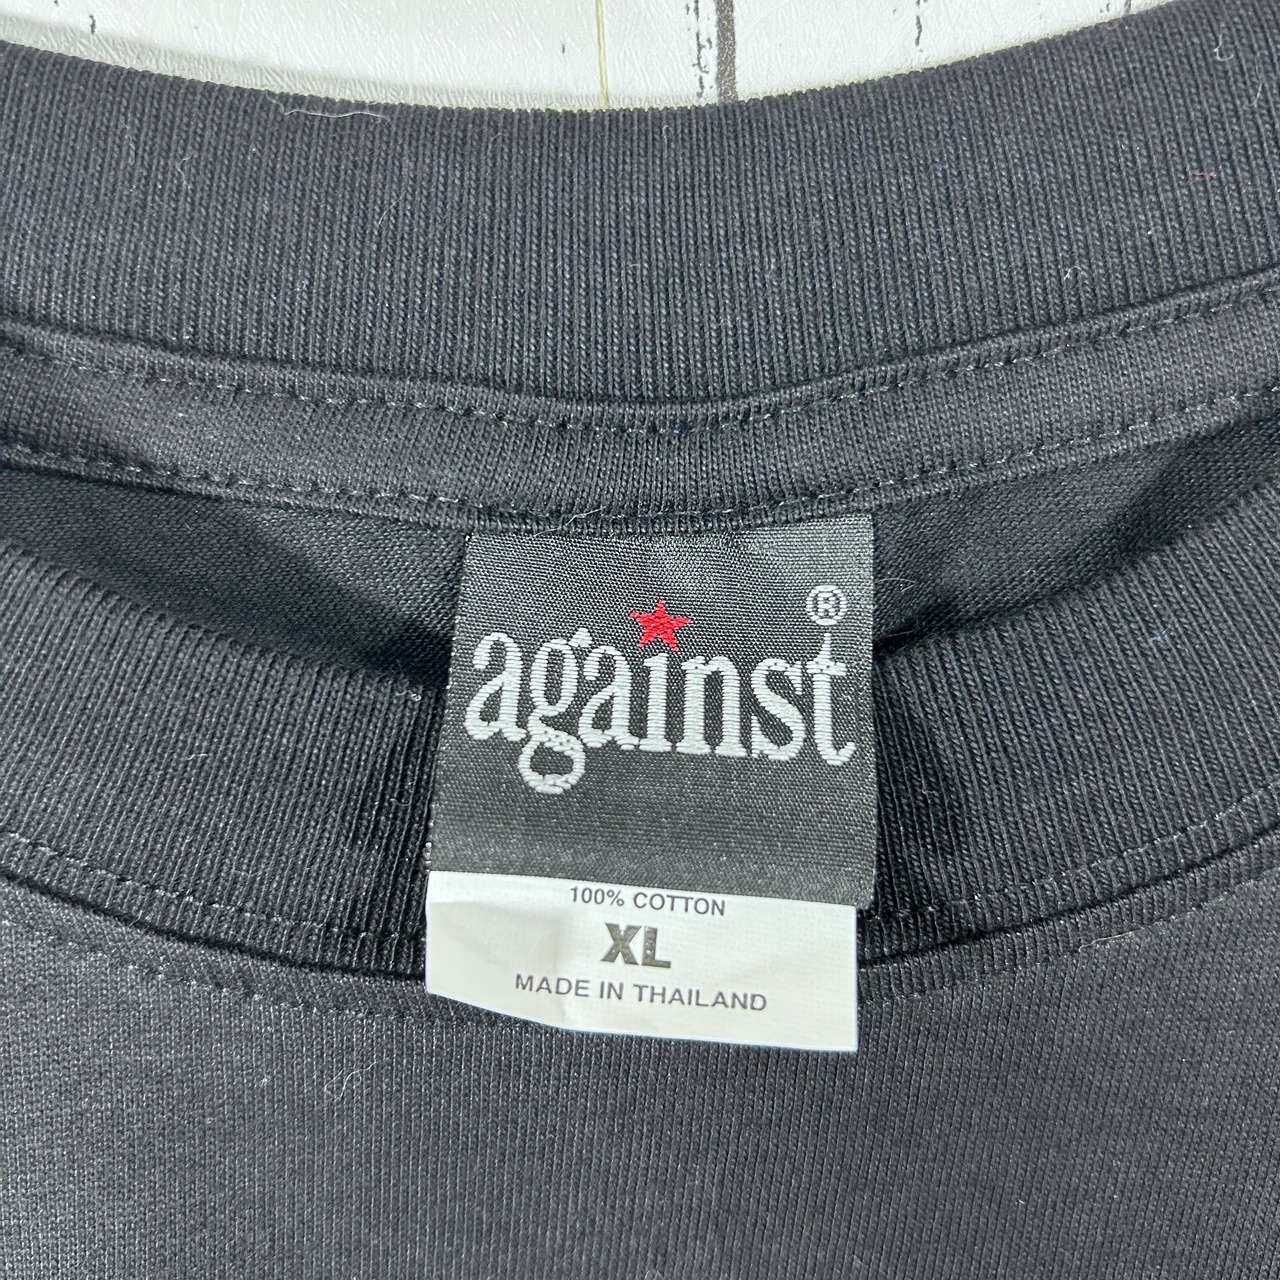 against®
100% COTTON
XL
MADE IN THAILAND